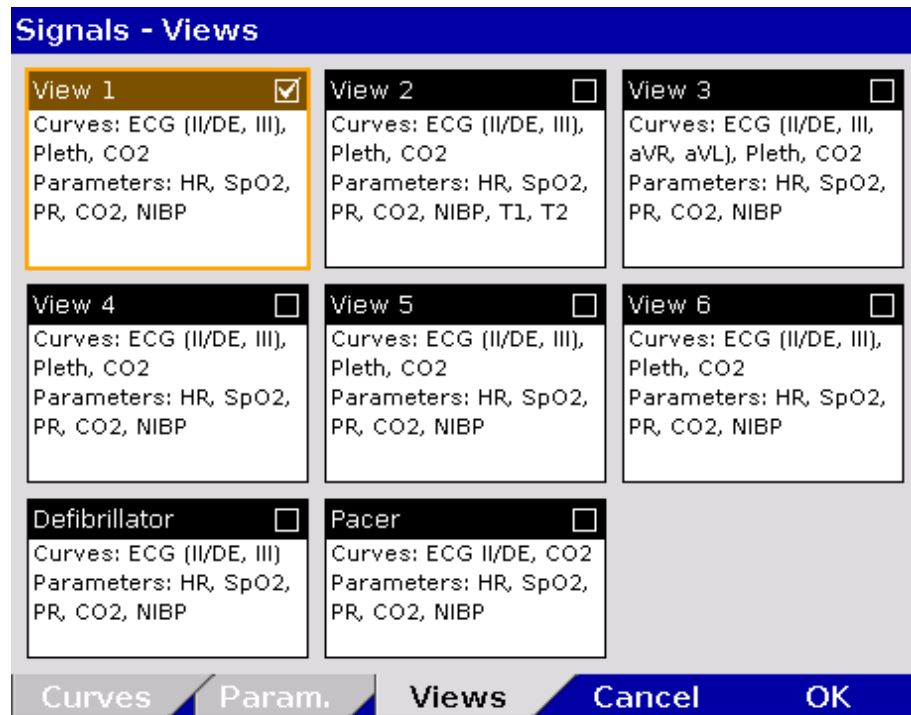 Signals - Views
View 1
Curves: ECG (II/DE, III),
Pleth, CO2
Parameters: HR, SpO2,
PR, CO2, NIBP
View 2
Curves: ECG (II/DE, III),
Pleth, CO2
Parameters: HR, SpO2,
PR, CO2, NIBP, T1, T2
View 3
Curves: ECG (II/DE, III,
aVR, aVL), Pleth, CO2
Parameters: HR, SpO2,
PR, CO2, NIBP
View 4
Curves: ECG (II/DE, III),
Pleth, CO2
Parameters: HR, SpO2,
PR, CO2, NIBP
View 5
Curves: ECG (II/DE, III),
Pleth, CO2
Parameters: HR, SpO2,
PR, CO2, NIBP
View 6
Curves: ECG (II/DE, III),
Pleth, CO2
Parameters: HR, SpO2,
PR, CO2, NIBP
Defibrillator
Curves: ECG (II/DE, III)
Parameters: HR, SpO2,
PR, CO2, NIBP
Pacer
Curves: ECG II/DE, CO2
Parameters: HR, SpO2,
PR, CO2, NIBP
Curves Param. Views Cancel OK